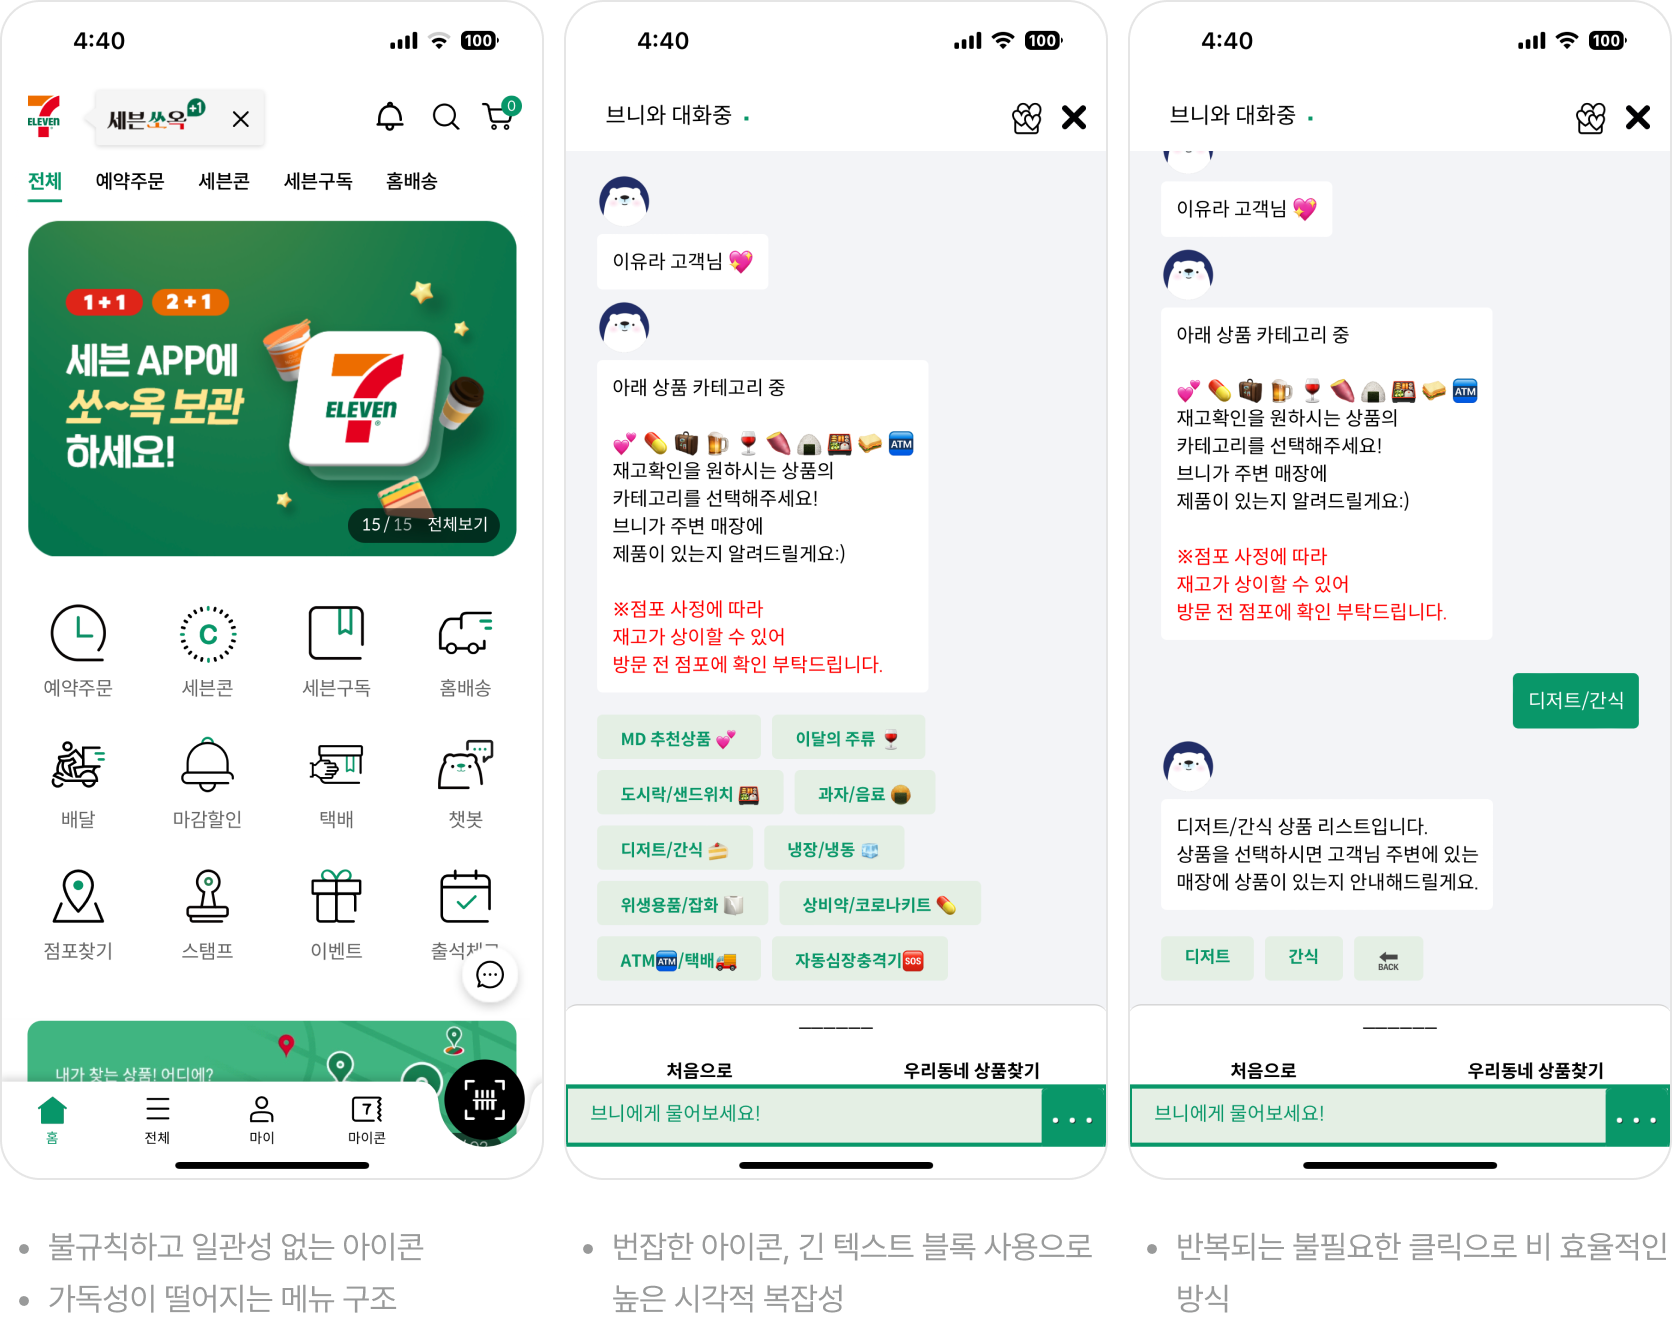 4:40
100
7
ELEVEN
세븐쏘옥+1
0
전체
예약주문
세븐콘
세븐구독
홈배송
1+1
2+1
세븐 APP에
쏘~옥 보관
하세요!
7
ELEVEN
15 / 15 전체보기
C
예약주문
세븐콘
세븐구독
홈배송
배달
마감할인
택배
챗봇
점포찾기
스탬프
이벤트
내가 찾는 상품! 어디에?
홈
전체
마이
7
마이콘
불규칙하고 일관성 없는 아이콘
가독성이 떨어지는 메뉴 구조
4:40
100
브니와 대화중
이유라 고객님 💖
아래 상품 카테고리 중
💕💊🧳🍺🍷🍠🍙🍱🥪🏧
재고확인을 원하시는 상품의
카테고리를 선택해주세요!
브니가 주변 매장에
제품이 있는지 알려드릴게요:)
※점포 사정에 따라
재고가 상이할 수 있어
방문 전 점포에 확인 부탁드립니다.
MD 추천상품 💕
이달의 주류 🍷
도시락/샌드위치 🍱
과자/음료 🍘
디저트/간식 🍰
냉장/냉동 🧊
위생용품/잡화
상비약/코로나키트 💊
ATM🏧/택배🚚
자동심장충격기🆘
처음으로
우리동네 상품찾기
브니에게 물어보세요!
...
번잡한 아이콘, 긴 텍스트 블록 사용으로
높은 시각적 복잡성
4:40
100
브니와 대화중
이유라 고객님 💖
아래 상품 카테고리 중
💕💊🧳🍺🍷🍠🍙🍱🥪🏧
재고확인을 원하시는 상품의
카테고리를 선택해주세요!
브니가 주변 매장에
제품이 있는지 알려드릴게요:)
※점포 사정에 따라
재고가 상이할 수 있어
방문 전 점포에 확인 부탁드립니다.
디저트/간식
디저트/간식 상품 리스트입니다.
상품을 선택하시면 고객님 주변에 있는
매장에 상품이 있는지 안내해드릴게요.
디저트
간식
BACK
처음으로
우리동네 상품찾기
브니에게 물어보세요!
...
반복되는 불필요한 클릭으로 비 효율적인
방식